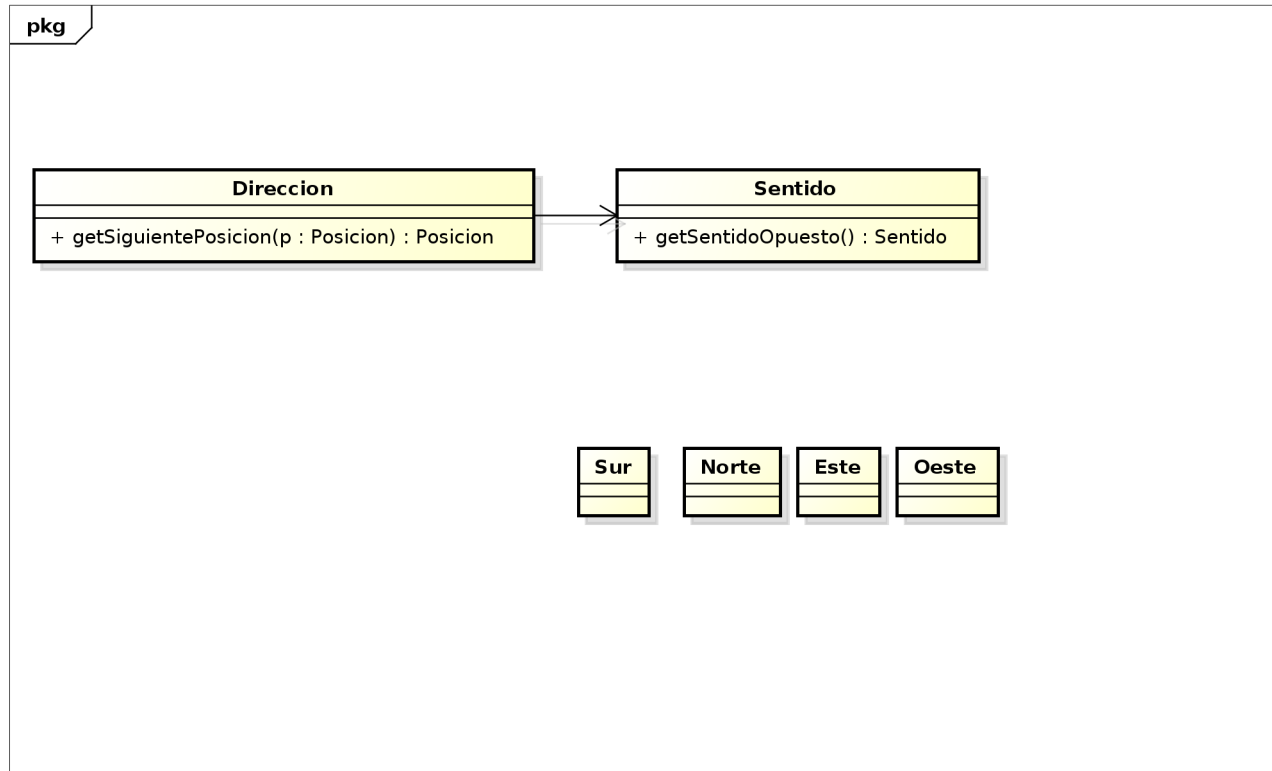 pkg
Direccion
+ getSiguientePosicion(p : Posicion) : Posicion
Sentido
+ getSentidoOpuesto() : Sentido
Sur
Norte
Este
Oeste